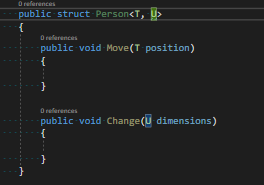 0 references
public struct Person<T, U>
{
0 references
public void Move(T position)
{
}
0 references
public void Change(U dimensions)
{
}
}